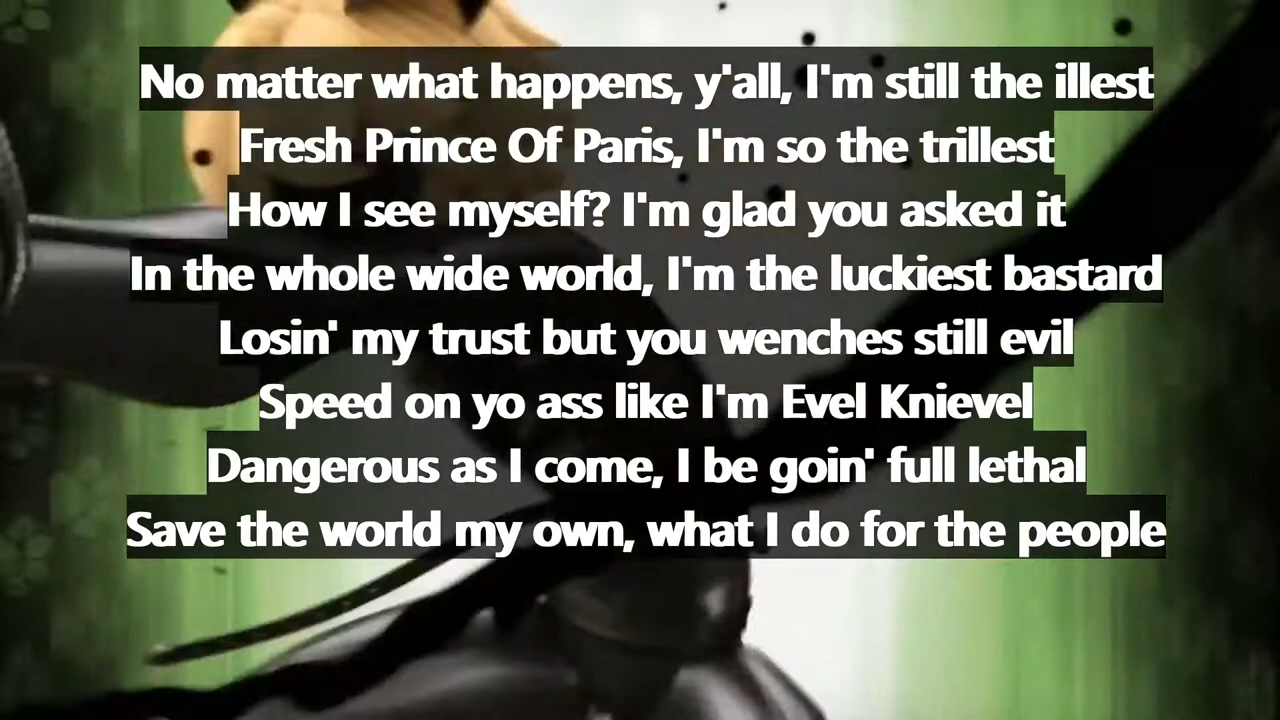 No matter what happens, y'all, I'm still the illest
Fresh Prince Of Paris, I'm so the trillest
How I see myself? I'm glad you asked it
In the whole wide world, I'm the luckiest bastard
Losin' my trust but you wenches still evil
Speed on yo ass like I'm Evel Knievel
Dangerous as I come, I be goin' full lethal
Save the world my own, what I do for the people